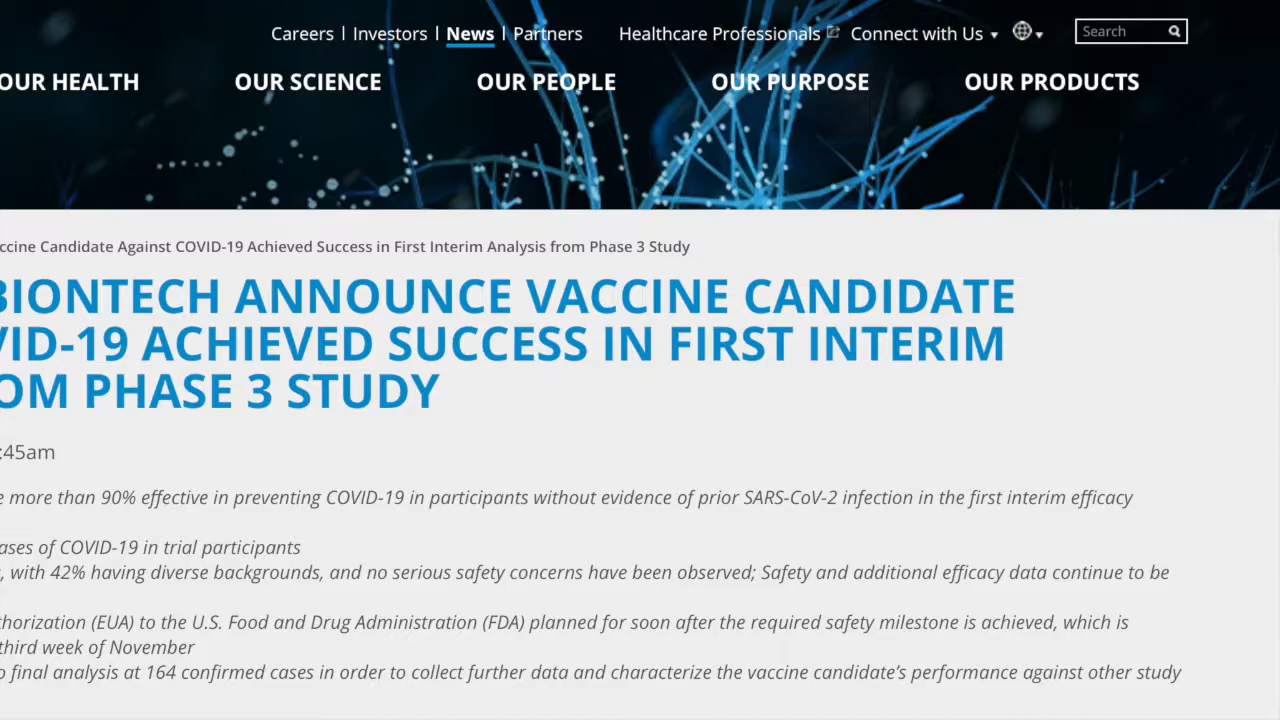 Careers | Investors | News | Partners Healthcare Professionals Connect with Us Search
OUR HEALTH OUR SCIENCE OUR PEOPLE OUR PURPOSE OUR PRODUCTS
ccine Candidate Against COVID-19 Achieved Success in First Interim Analysis from Phase 3 Study
BIONTECH ANNOUNCE VACCINE CANDIDATE
VID-19 ACHIEVED SUCCESS IN FIRST INTERIM
OM PHASE 3 STUDY
:45am
e more than 90% effective in preventing COVID-19 in participants without evidence of prior SARS-CoV-2 infection in the first interim efficacy
ases of COVID-19 in trial participants
, with 42% having diverse backgrounds, and no serious safety concerns have been observed; Safety and additional efficacy data continue to be
thorization (EUA) to the U.S. Food and Drug Administration (FDA) planned for soon after the required safety milestone is achieved, which is
third week of November
o final analysis at 164 confirmed cases in order to collect further data and characterize the vaccine candidate’s performance against other study